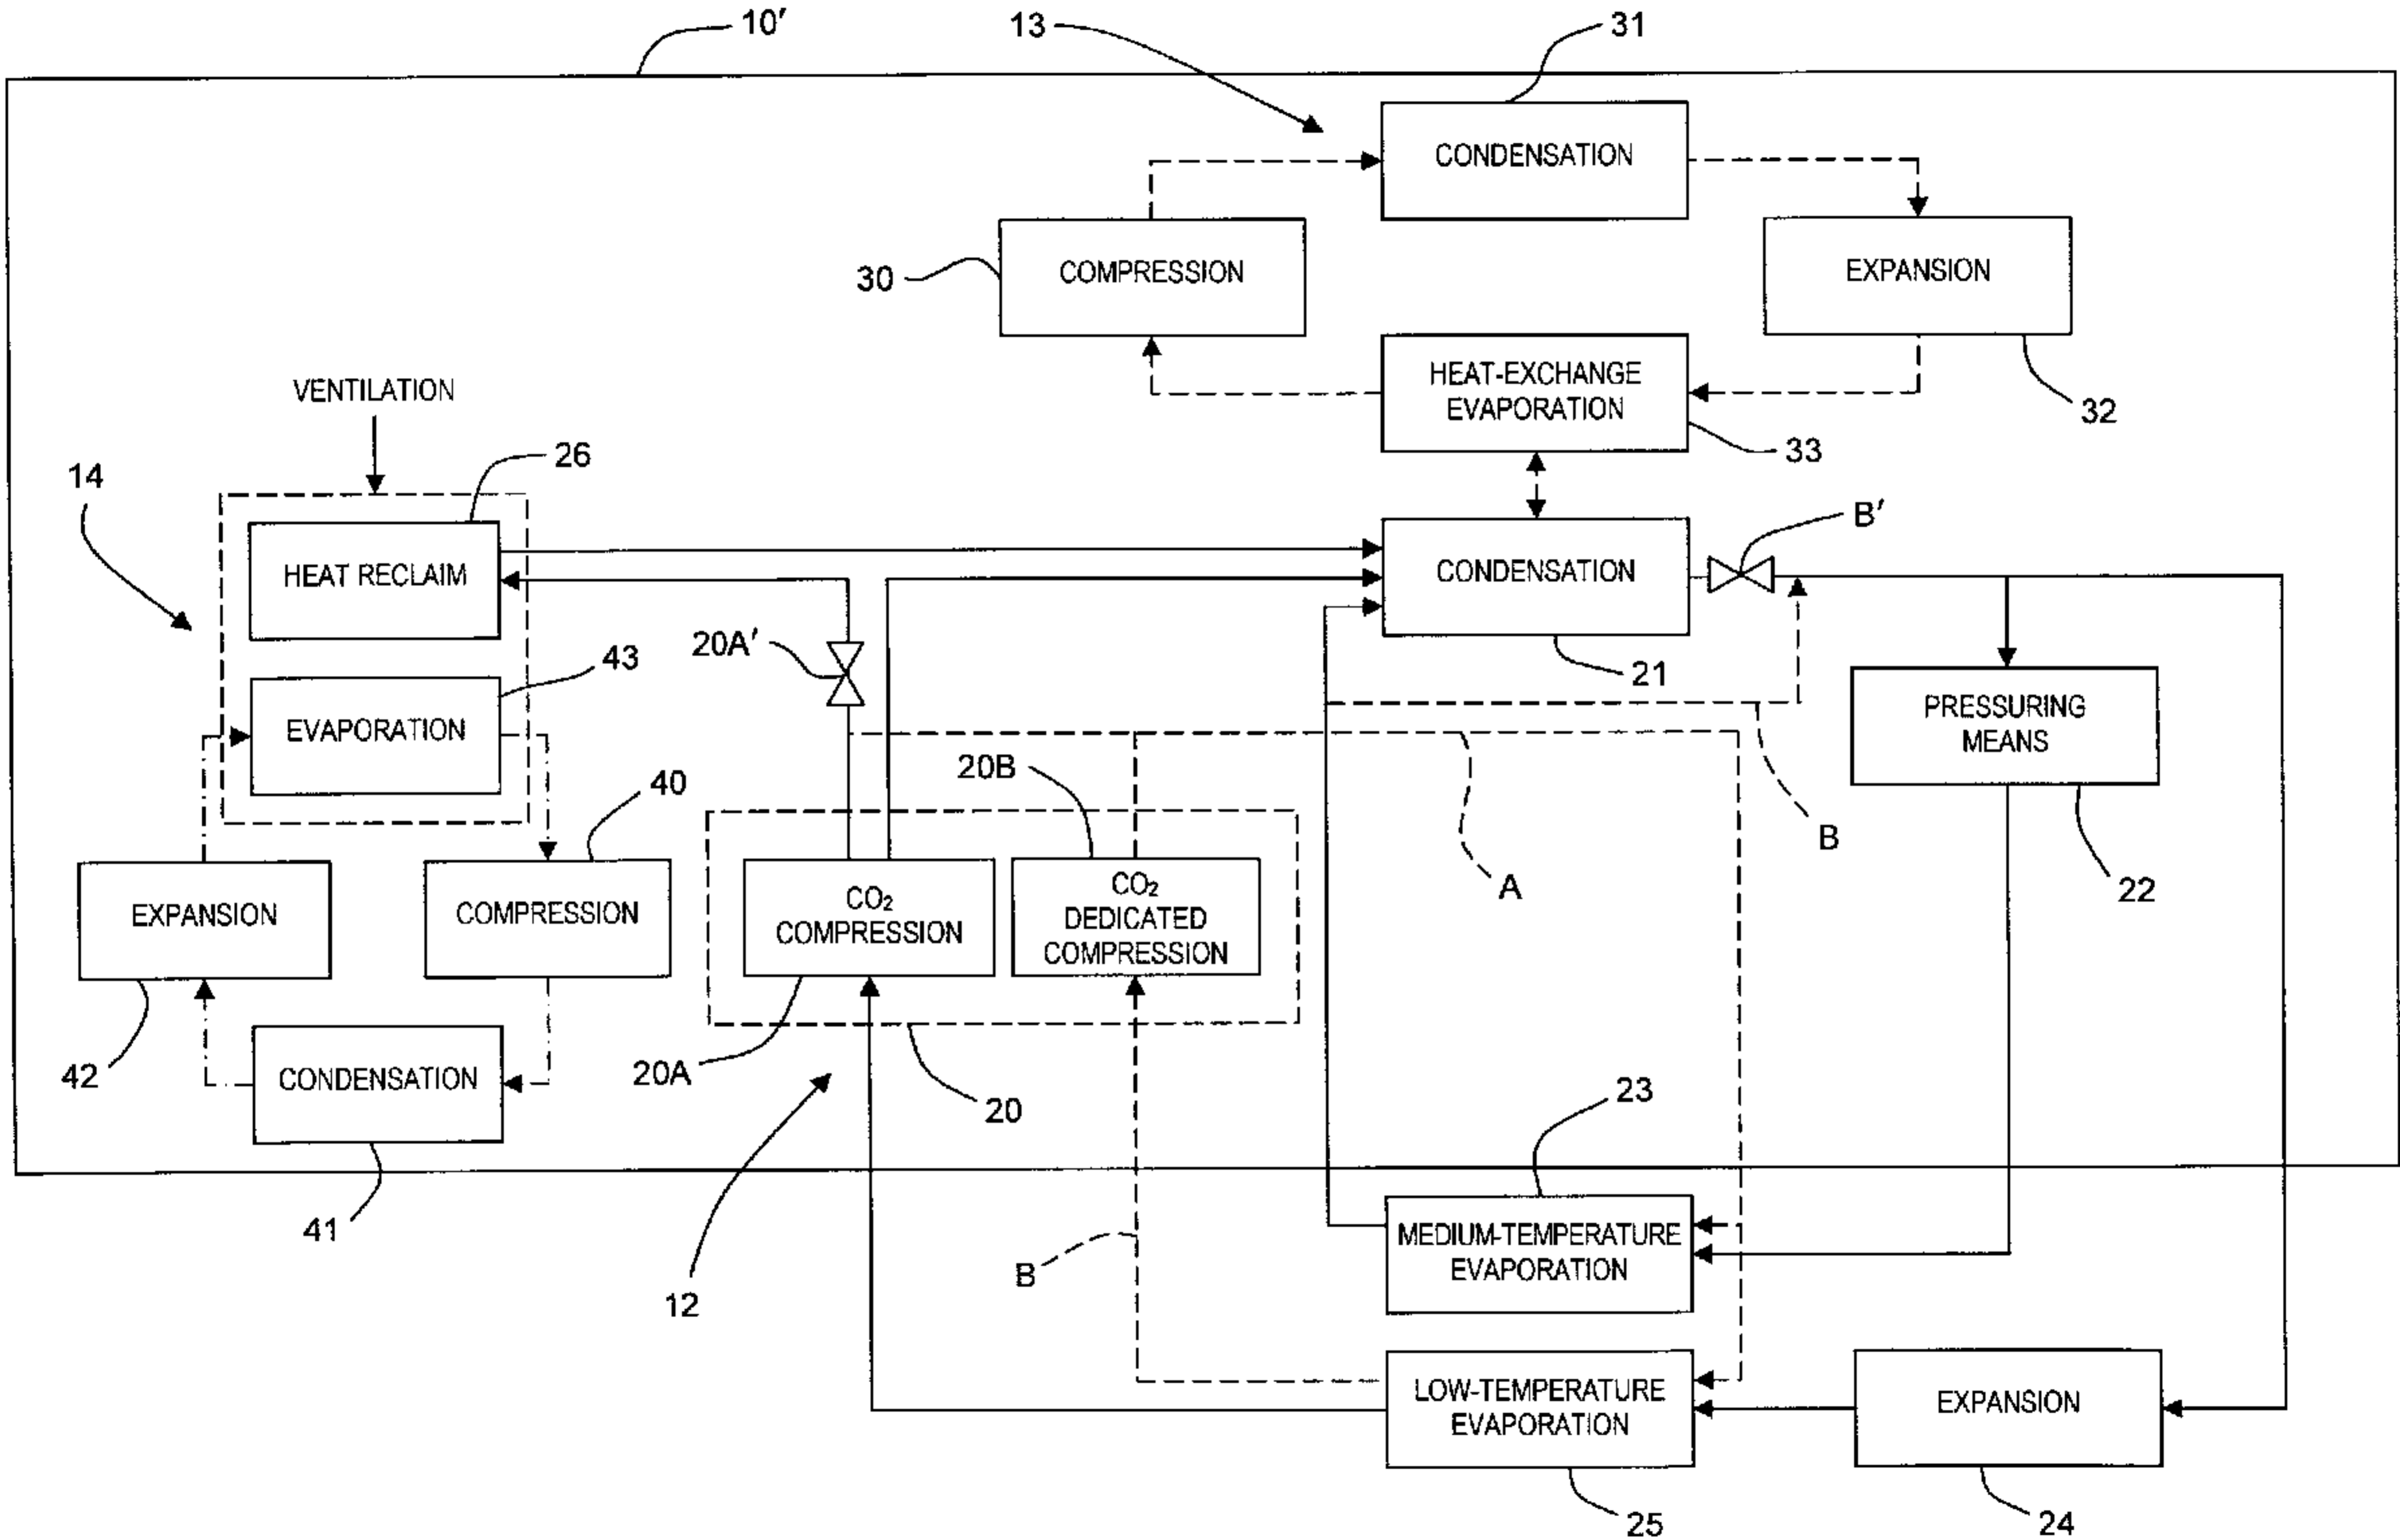 10′
13
31
CONDENSATION
30
COMPRESSION
EXPANSION
32
HEAT-EXCHANGE
EVAPORATION
33
VENTILATION
14
26
HEAT RECLAIM
CONDENSATION
B′
20A′
21
43
EVAPORATION
PRESSURING
MEANS
22
20B
40
A
B
EXPANSION
COMPRESSION
CO₂
COMPRESSION
CO₂
DEDICATED
COMPRESSION
42
CONDENSATION
41
20A
20
12
B
23
MEDIUM-TEMPERATURE
EVAPORATION
LOW-TEMPERATURE
EVAPORATION
25
EXPANSION
24